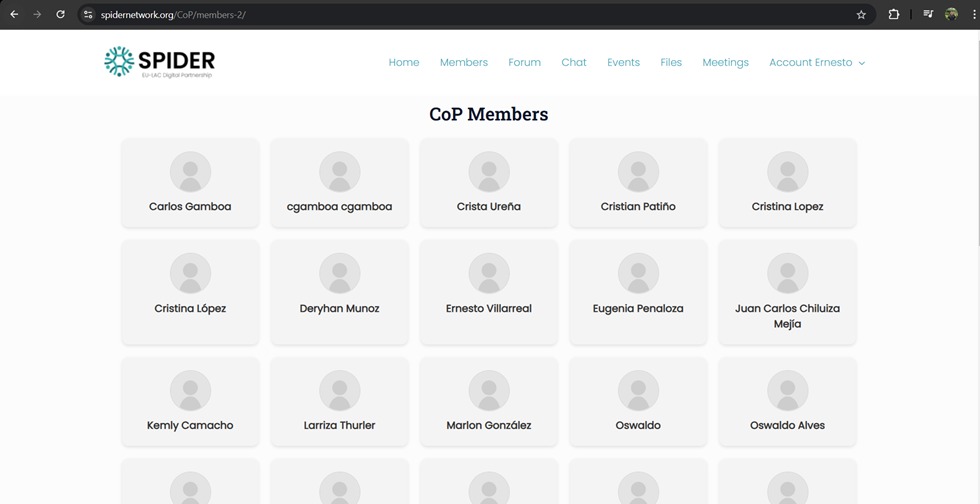 spidernetwork.org/CoP/members-2/
SPIDER
EU-LAC Digital Partnership
Home Members Forum Chat Events Files Meetings Account Ernesto
CoP Members
Carlos Gamboa
cgamboa cgamboa
Crista Ureña
Cristian Patiño
Cristina Lopez
Cristina López
Deryhan Munoz
Ernesto Villarreal
Eugenia Penaloza
Juan Carlos Chiluiza
Mejía
Kemly Camacho
Larriza Thurler
Marlon González
Oswaldo
Oswaldo Alves